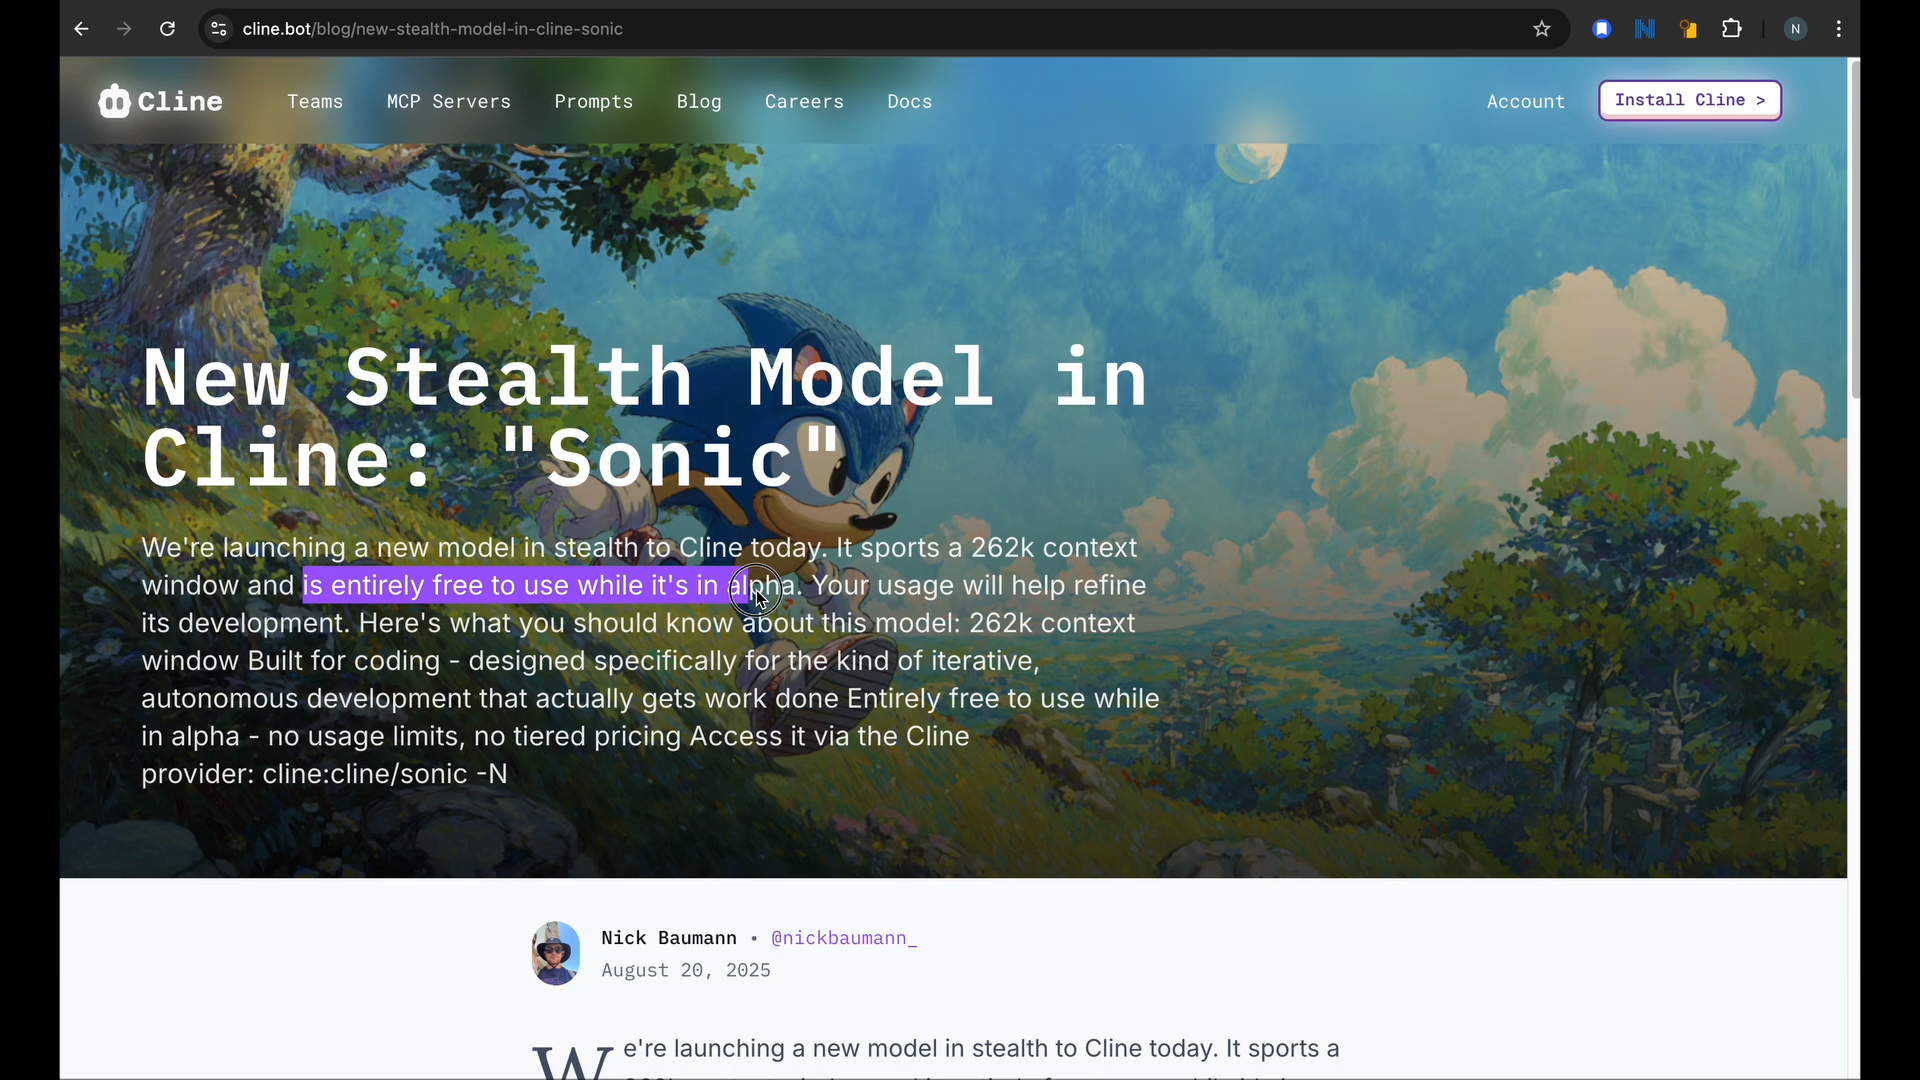 cline.bot/blog/new-stealth-model-in-cline-sonic
N
Cline
Teams
MCP Servers
Prompts
Blog
Careers
Docs
Account
Install Cline >
New Stealth Model in
Cline: "Sonic"
We're launching a new model in stealth to Cline today. It sports a 262k context
window and is entirely free to use while it's in alpha. Your usage will help refine
its development. Here's what you should know about this model: 262k context
window Built for coding - designed specifically for the kind of iterative,
autonomous development that actually gets work done Entirely free to use while
in alpha - no usage limits, no tiered pricing Access it via the Cline
provider: cline:cline/sonic -N
Nick Baumann • @nickbaumann_
August 20, 2025
We're launching a new model in stealth to Cline today. It sports a